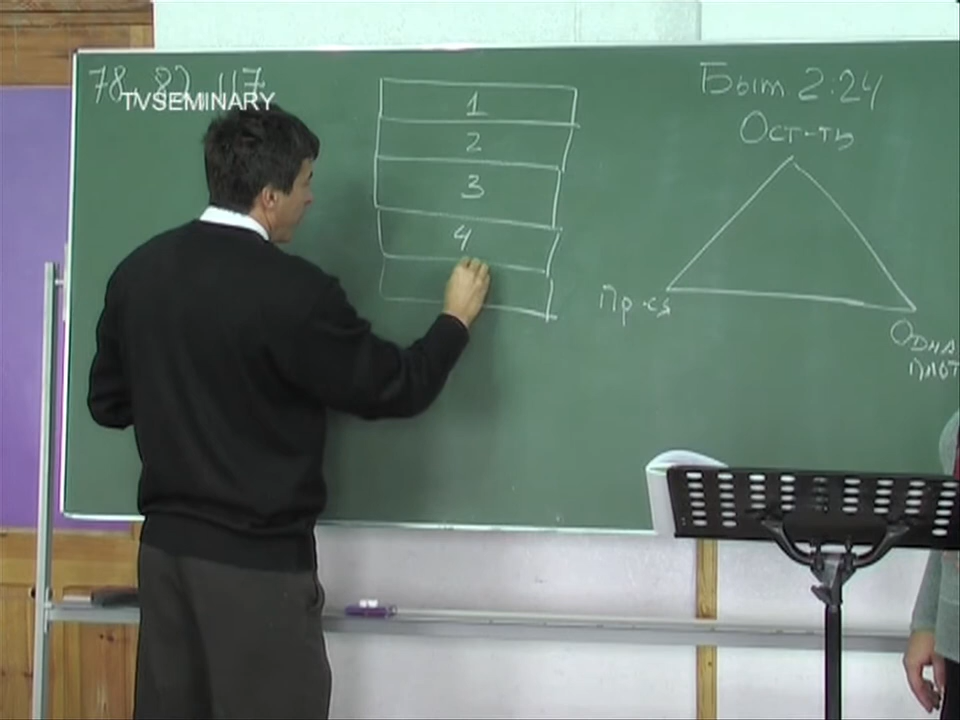 78, 82, 117
TVSEMINARY
1
2
3
4
Быт 2:24
Ост-ть
Пр-ся
Одна
плот